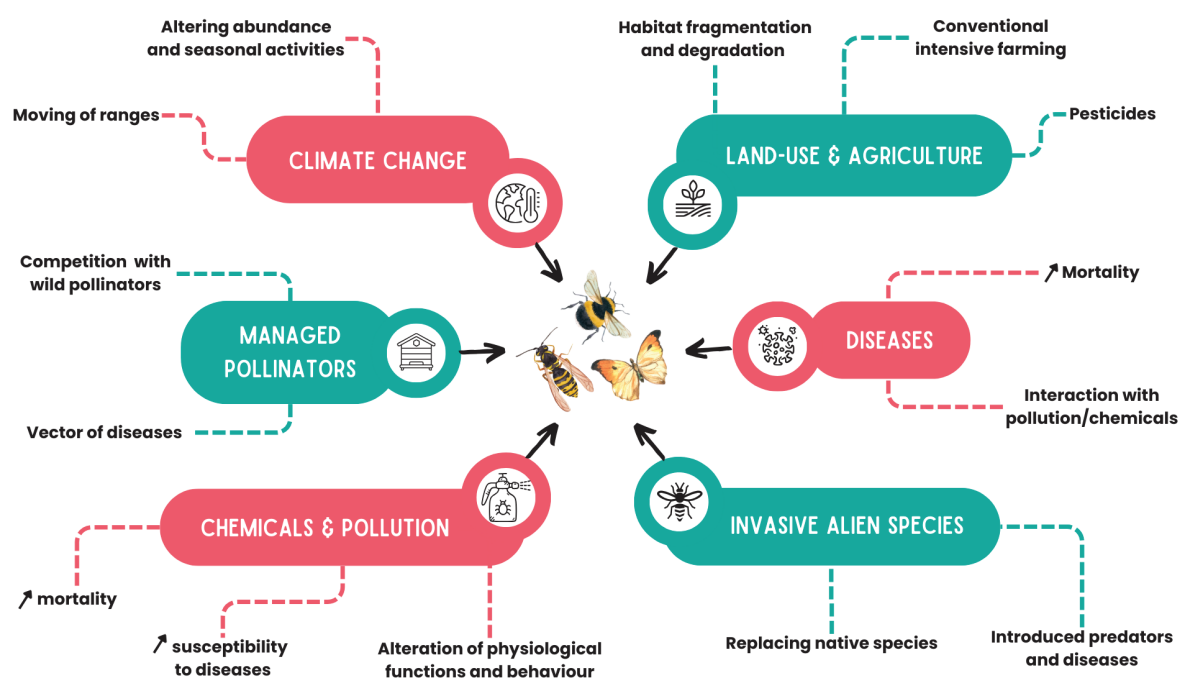 Altering abundance
and seasonal activities
Moving of ranges
CLIMATE CHANGE
Habitat fragmentation
and degradation
Conventional
intensive farming
Pesticides
LAND-USE & AGRICULTURE
Competition with
wild pollinators
MANAGED
POLLINATORS
Vector of diseases
↗ Mortality
DISEASES
Interaction with
pollution/chemicals
CHEMICALS & POLLUTION
↗ mortality
↗ susceptibility
to diseases
Alteration of physiological
functions and behaviour
INVASIVE ALIEN SPECIES
Replacing native species
Introduced predators
and diseases